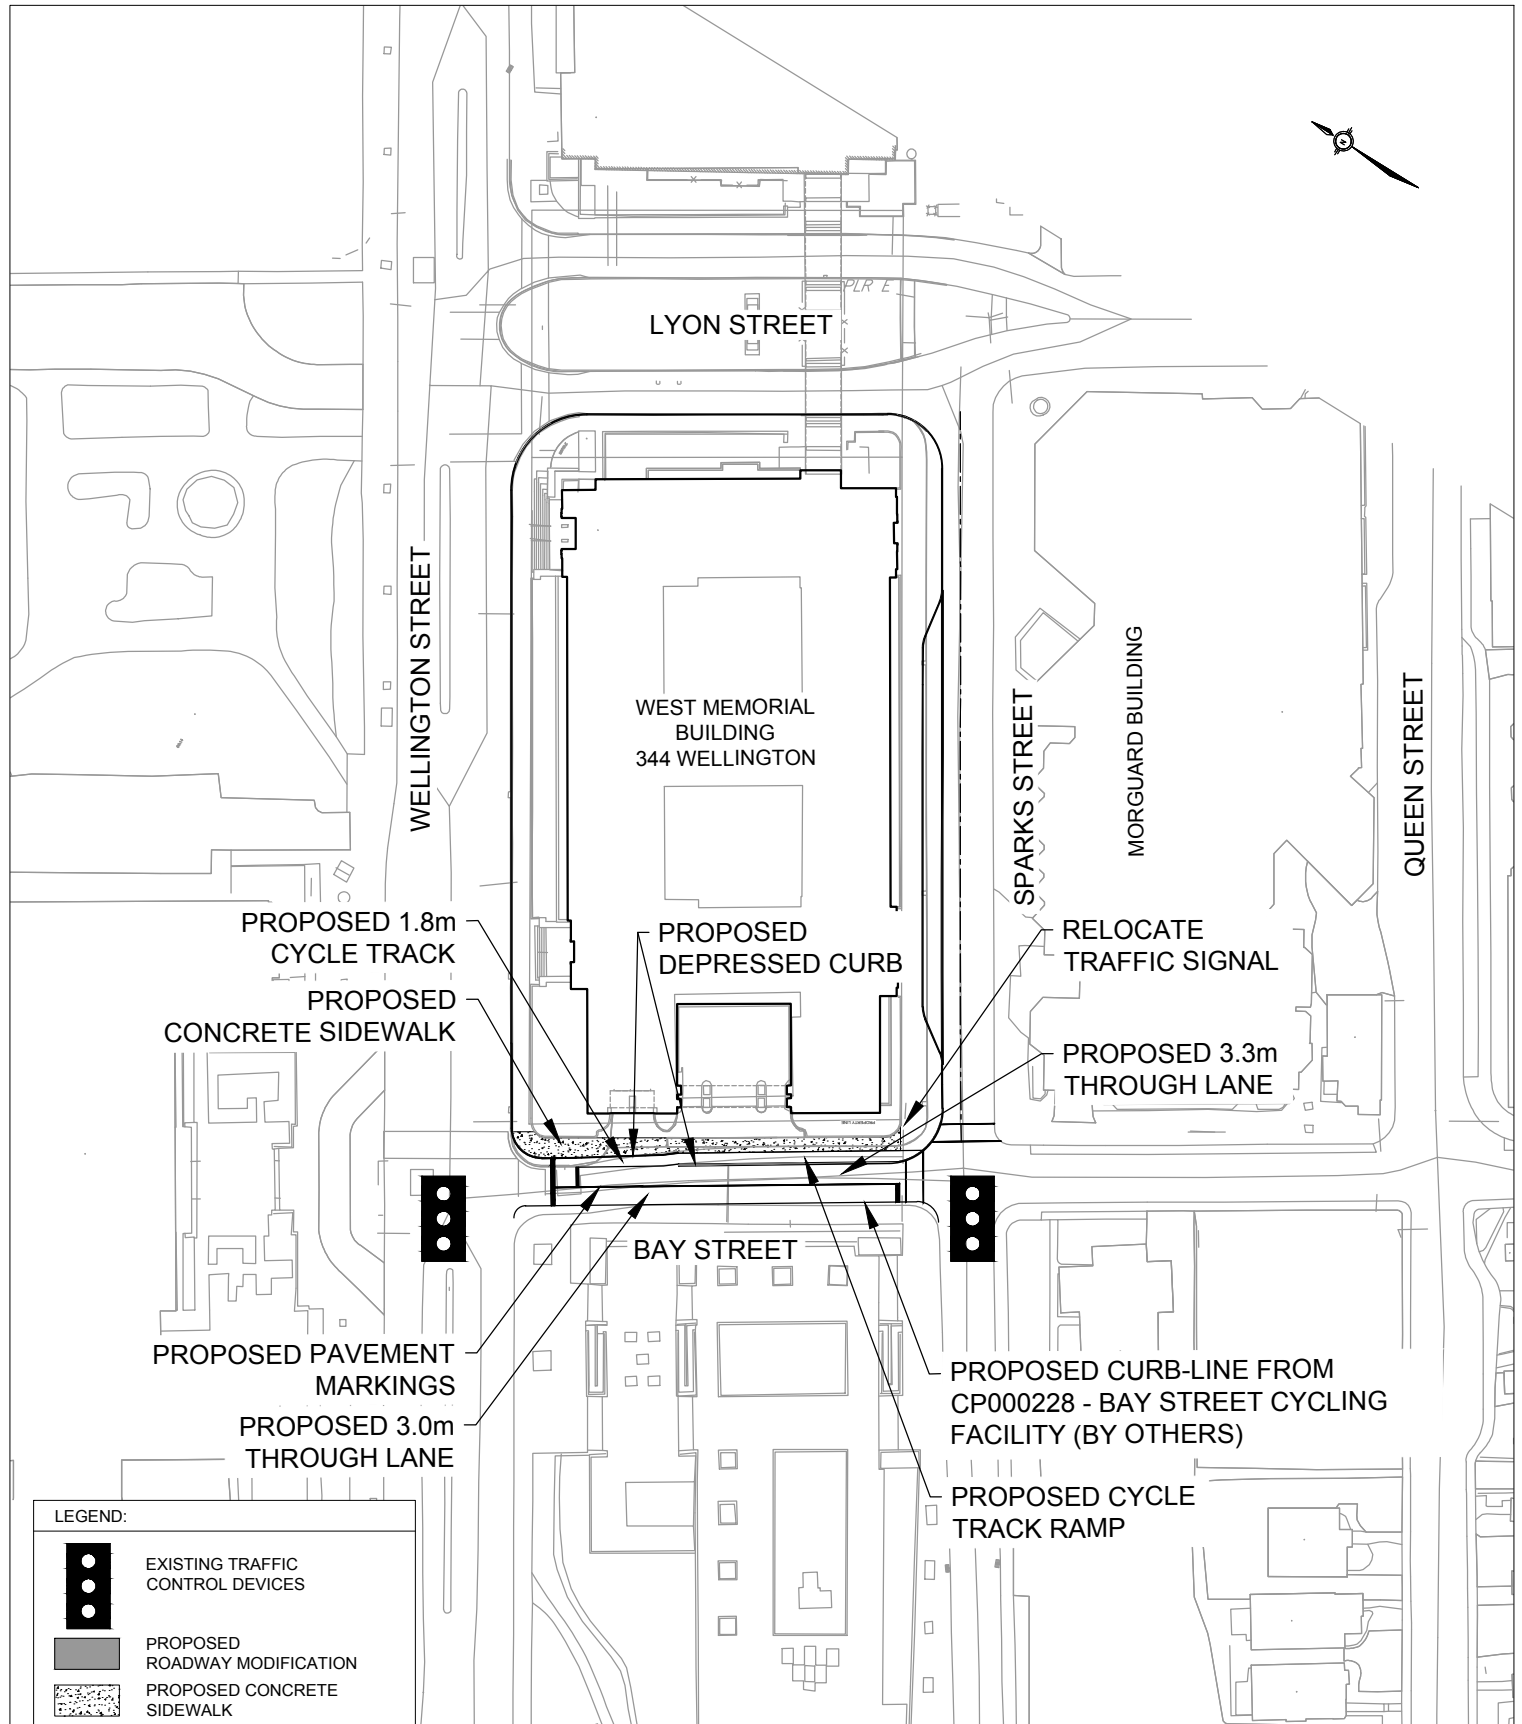 N
PLR E
LYON STREET
WELLINGTON STREET
WEST MEMORIAL
BUILDING
344 WELLINGTON
SPARKS STREET
MORGUARD BUILDING
QUEEN STREET
PROPOSED 1.8m
CYCLE TRACK
PROPOSED
CONCRETE SIDEWALK
PROPOSED
DEPRESSED CURB
RELOCATE
TRAFFIC SIGNAL
PROPOSED 3.3m
THROUGH LANE
PROPERTY LINE
BAY STREET
PROPOSED PAVEMENT
MARKINGS
PROPOSED 3.0m
THROUGH LANE
PROPOSED CURB-LINE FROM
CP000228 - BAY STREET CYCLING
FACILITY (BY OTHERS)
PROPOSED CYCLE
TRACK RAMP
LEGEND:
EXISTING TRAFFIC
CONTROL DEVICES
PROPOSED
ROADWAY MODIFICATION
PROPOSED CONCRETE
SIDEWALK